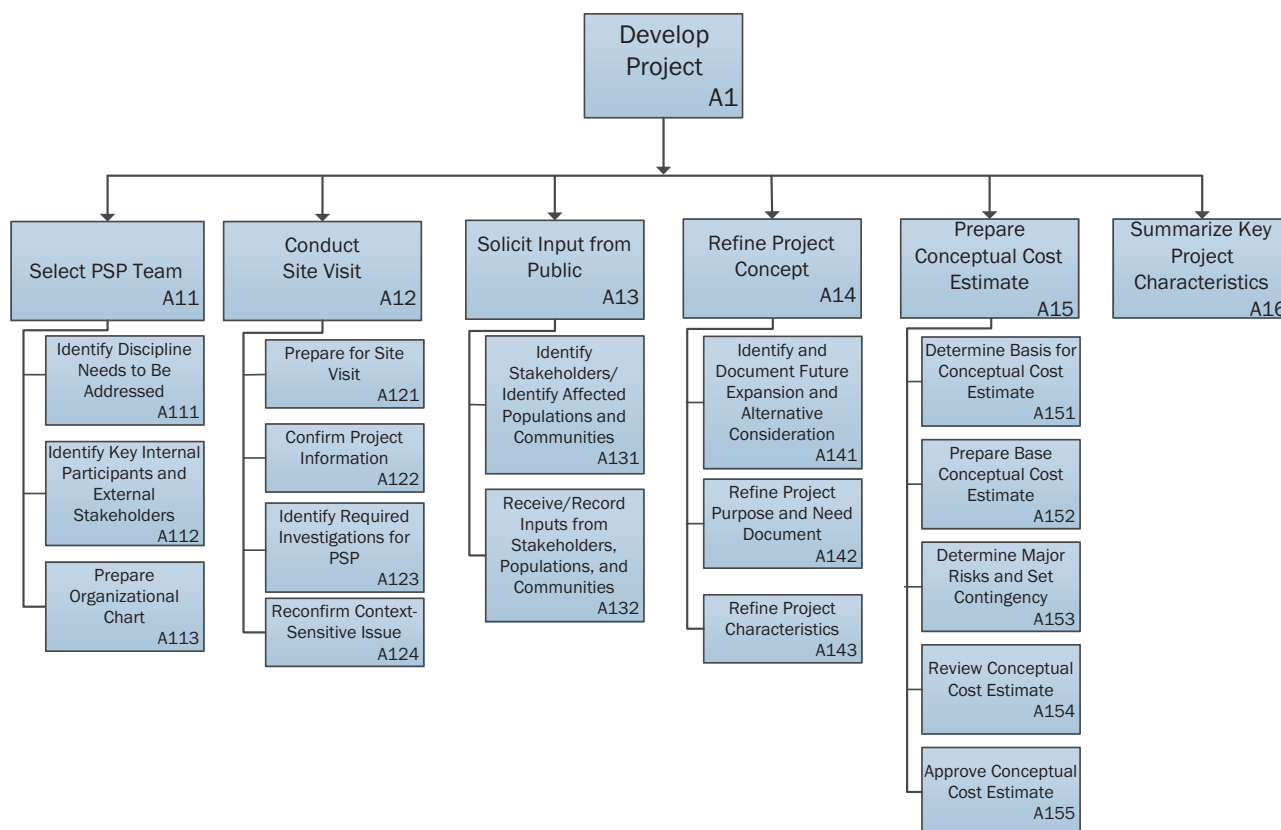 Develop
Project
A1
Select PSP Team
A11
Conduct
Site Visit
A12
Solicit Input from
Public
A13
Refine Project
Concept
A14
Prepare
Conceptual Cost
Estimate
A15
Summarize Key
Project
Characteristics
A16
Identify Discipline
Needs to Be
Addressed
A111
Identify Key Internal
Participants and
External
Stakeholders
A112
Prepare
Organizational
Chart
A113
Prepare for Site
Visit
A121
Confirm Project
Information
A122
Identify Required
Investigations for
PSP
A123
Reconfirm Context-
Sensitive Issue
A124
Identify
Stakeholders/
Identify Affected
Populations and
Communities
A131
Receive/Record
Inputs from
Stakeholders,
Populations, and
Communities
A132
Identify and
Document Future
Expansion and
Alternative
Consideration
A141
Refine Project
Purpose and Need
Document
A142
Refine Project
Characteristics
A143
Determine Basis for
Conceptual Cost
Estimate
A151
Prepare Base
Conceptual Cost
Estimate
A152
Determine Major
Risks and Set
Contingency
A153
Review Conceptual
Cost Estimate
A154
Approve Conceptual
Cost Estimate
A155